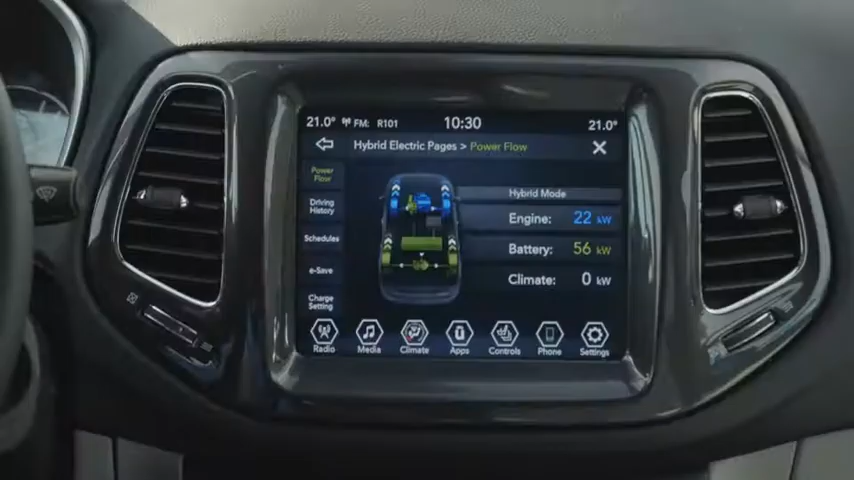 21.0° FM: R101 10:30 21.0°
Hybrid Electric Pages > Power Flow
Power Flow
Driving History
Schedules
e-Save
Charge Setting
Hybrid Mode
Engine: 22 kW
Battery: 56 kW
Climate: 0 kW
Radio Media Climate Apps Controls Phone Settings